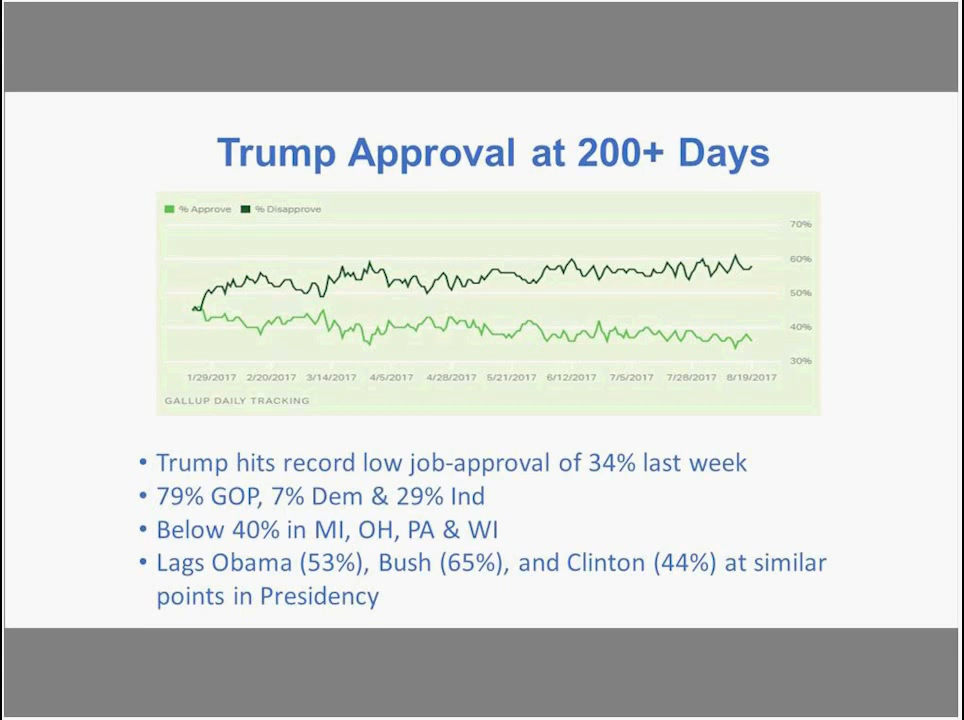 Trump Approval at 200+ Days
% Approve % Disapprove
70%
60%
50%
40%
30%
1/29/2017 2/20/2017 3/14/2017 4/5/2017 4/28/2017 5/21/2017 6/12/2017 7/5/2017 7/28/2017 8/19/2017
GALLUP DAILY TRACKING
• Trump hits record low job-approval of 34% last week
• 79% GOP, 7% Dem & 29% Ind
• Below 40% in MI, OH, PA & WI
• Lags Obama (53%), Bush (65%), and Clinton (44%) at similar
points in Presidency